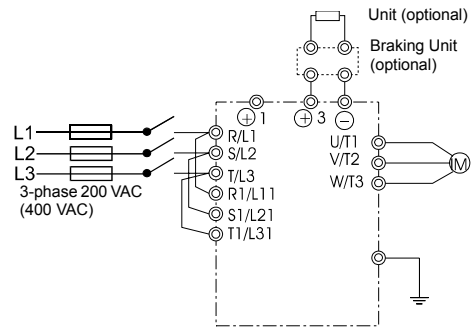 Unit (optional)
Braking Unit
(optional)
⊕1
⊕3
⊖
L1
L2
L3
3-phase 200 VAC
(400 VAC)
R/L1
S/L2
T/L3
R1/L11
S1/L21
T1/L31
U/T1
V/T2
W/T3
M